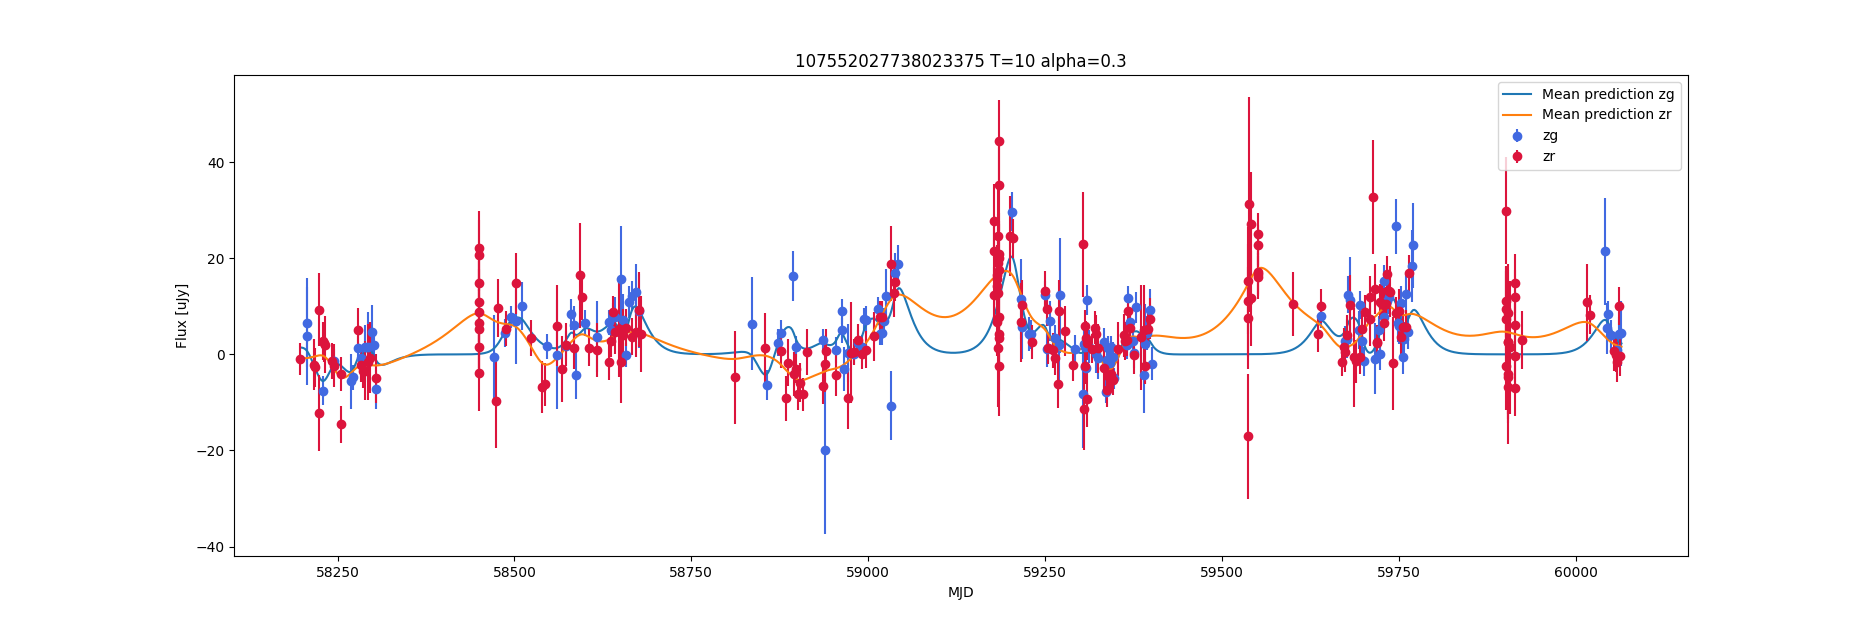 107552027738023375 T=10 alpha=0.3
Mean prediction zg
Mean prediction zr
zg
zr
Flux [uJy]
40
20
0
−20
−40
58250 58500 58750 59000 59250 59500 59750 60000
MJD